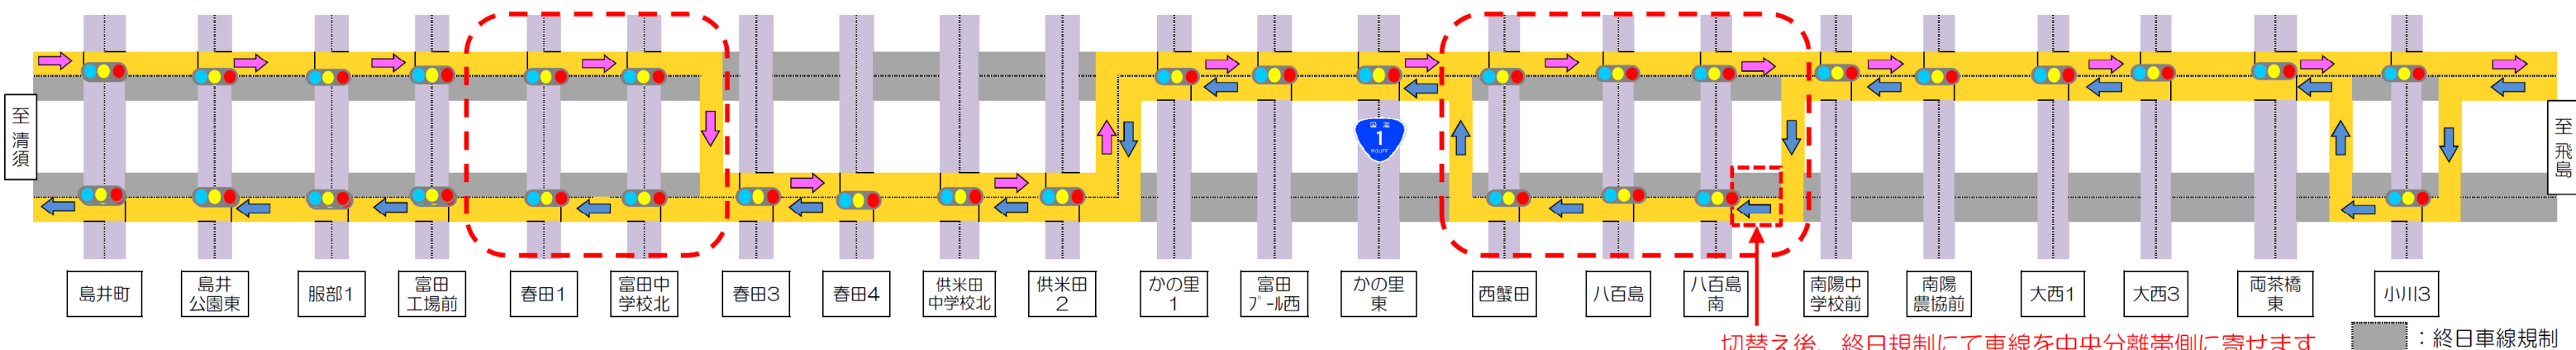 至
清
須
国道
1
ROUTE
至
飛
島
島井町
島井
公園東
服部1
富田
工場前
春田1
富田中
学校北
春田3
春田4
供米田
中学校北
供米田
2
かの里
1
富田
プール西
かの里
東
西蟹田
八百島
八百島
南
南陽中
学校前
南陽
農協前
大西1
大西3
両茶橋
東
小川3
切替え後、終日規制にて車線を中央分離帯側に寄せます
：終日車線規制